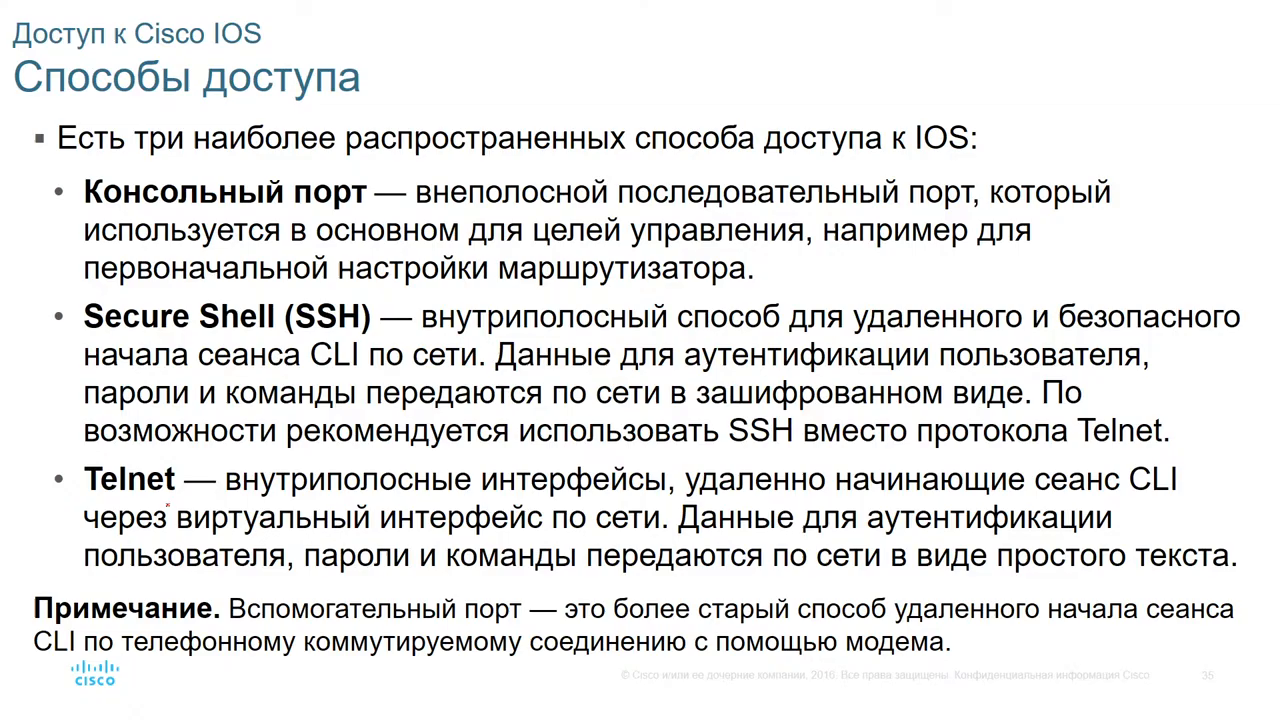 Доступ к Cisco IOS
Способы доступа
▪ Есть три наиболее распространенных способа доступа к IOS:
• Консольный порт — внеполосной последовательный порт, который
используется в основном для целей управления, например для
первоначальной настройки маршрутизатора.
• Secure Shell (SSH) — внутриполосный способ для удаленного и безопасного
начала сеанса CLI по сети. Данные для аутентификации пользователя,
пароли и команды передаются по сети в зашифрованном виде. По
возможности рекомендуется использовать SSH вместо протокола Telnet.
• Telnet — внутриполосные интерфейсы, удаленно начинающие сеанс CLI
через виртуальный интерфейс по сети. Данные для аутентификации
пользователя, пароли и команды передаются по сети в виде простого текста.
Примечание. Вспомогательный порт — это более старый способ удаленного начала сеанса
CLI по телефонному коммутируемому соединению с помощью модема.
CISCO
© Cisco и/или ее дочерние компании, 2016. Все права защищены. Конфиденциальная информация Cisco 35